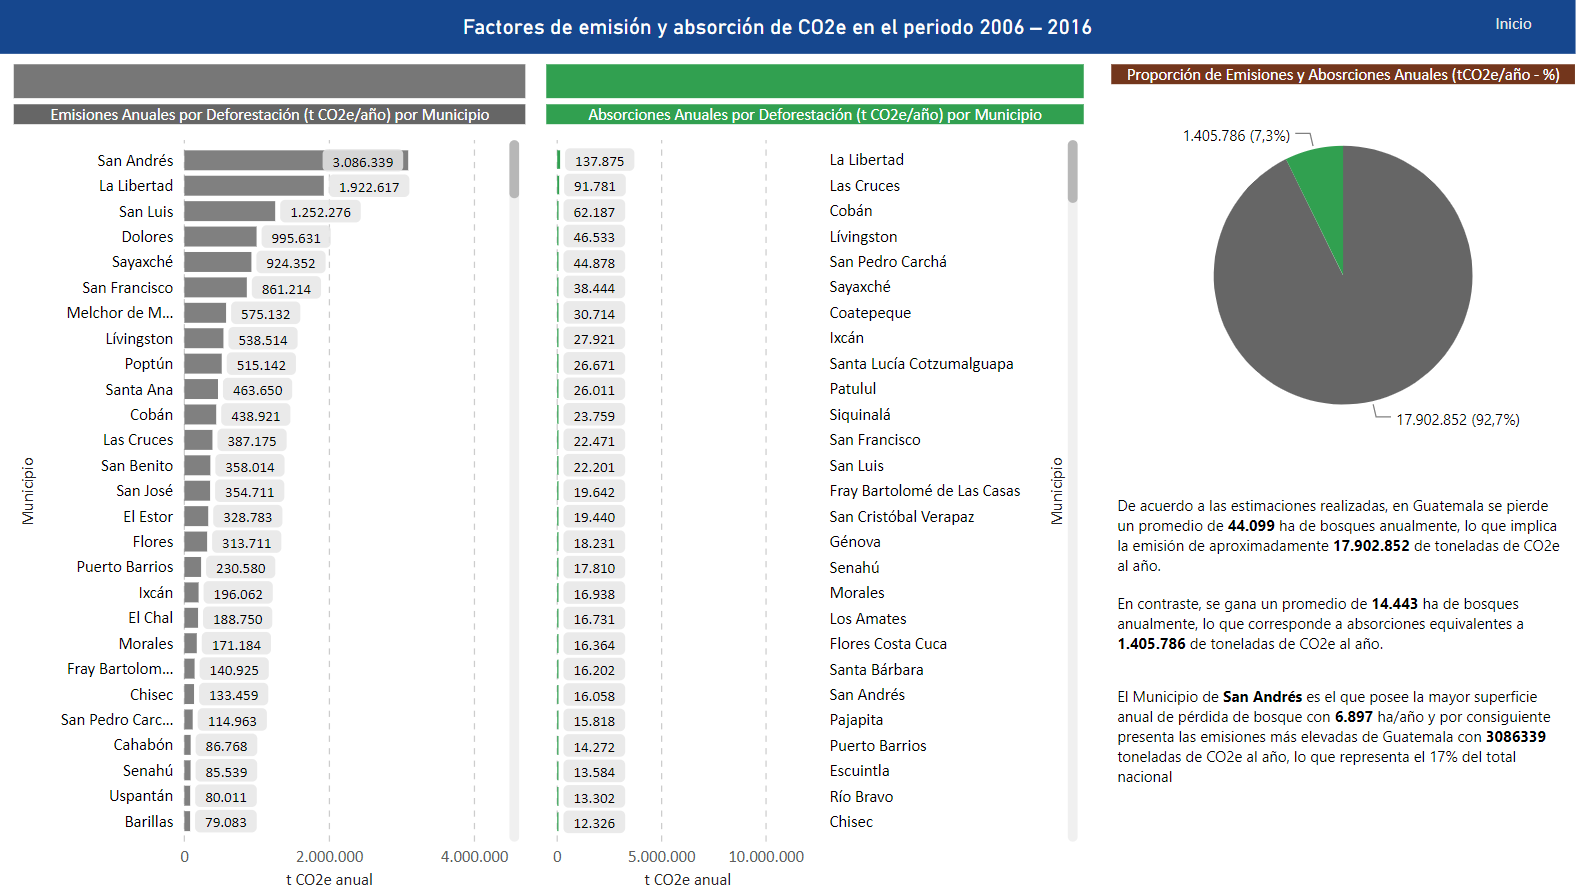 Factores de emisión y absorción de CO2e en el periodo 2006 – 2016
Inicio
Emisiones Anuales por Deforestación (t CO2e/año) por Municipio
Municipio
San Andrés 3.086.339
La Libertad 1.922.617
San Luis 1.252.276
Dolores 995.631
Sayaxché 924.352
San Francisco 861.214
Melchor de M... 575.132
Lívingston 538.514
Poptún 515.142
Santa Ana 463.650
Cobán 438.921
Las Cruces 387.175
San Benito 358.014
San José 354.711
El Estor 328.783
Flores 313.711
Puerto Barrios 230.580
Ixcán 196.062
El Chal 188.750
Morales 171.184
Fray Bartolom... 140.925
Chisec 133.459
San Pedro Carc... 114.963
Cahabón 86.768
Senahú 85.539
Uspantán 80.011
Barillas 79.083
0 2.000.000 4.000.000
t CO2e anual
Absorciones Anuales por Deforestación (t CO2e/año) por Municipio
137.875 La Libertad
91.781 Las Cruces
62.187 Cobán
46.533 Lívingston
44.878 San Pedro Carchá
38.444 Sayaxché
30.714 Coatepeque
27.921 Ixcán
26.671 Santa Lucía Cotzumalguapa
26.011 Patulul
23.759 Siquinalá
22.471 San Francisco
22.201 San Luis
19.642 Fray Bartolomé de Las Casas
19.440 San Cristóbal Verapaz
18.231 Génova
17.810 Senahú
16.938 Morales
16.731 Los Amates
16.364 Flores Costa Cuca
16.202 Santa Bárbara
16.058 San Andrés
15.818 Pajapita
14.272 Puerto Barrios
13.584 Escuintla
13.302 Río Bravo
12.326 Chisec
Municipio
0 5.000.000 10.000.000
t CO2e anual
Proporción de Emisiones y Abosrciones Anuales (tCO2e/año - %)
1.405.786 (7,3%)
17.902.852 (92,7%)
De acuerdo a las estimaciones realizadas, en Guatemala se pierde
un promedio de 44.099 ha de bosques anualmente, lo que implica
la emisión de aproximadamente 17.902.852 de toneladas de CO2e
al año.
En contraste, se gana un promedio de 14.443 ha de bosques
anualmente, lo que corresponde a absorciones equivalentes a
1.405.786 de toneladas de CO2e al año.
El Municipio de San Andrés es el que posee la mayor superficie
anual de pérdida de bosque con 6.897 ha/año y por consiguiente
presenta las emisiones más elevadas de Guatemala con 3086339
toneladas de CO2e al año, lo que representa el 17% del total
nacional